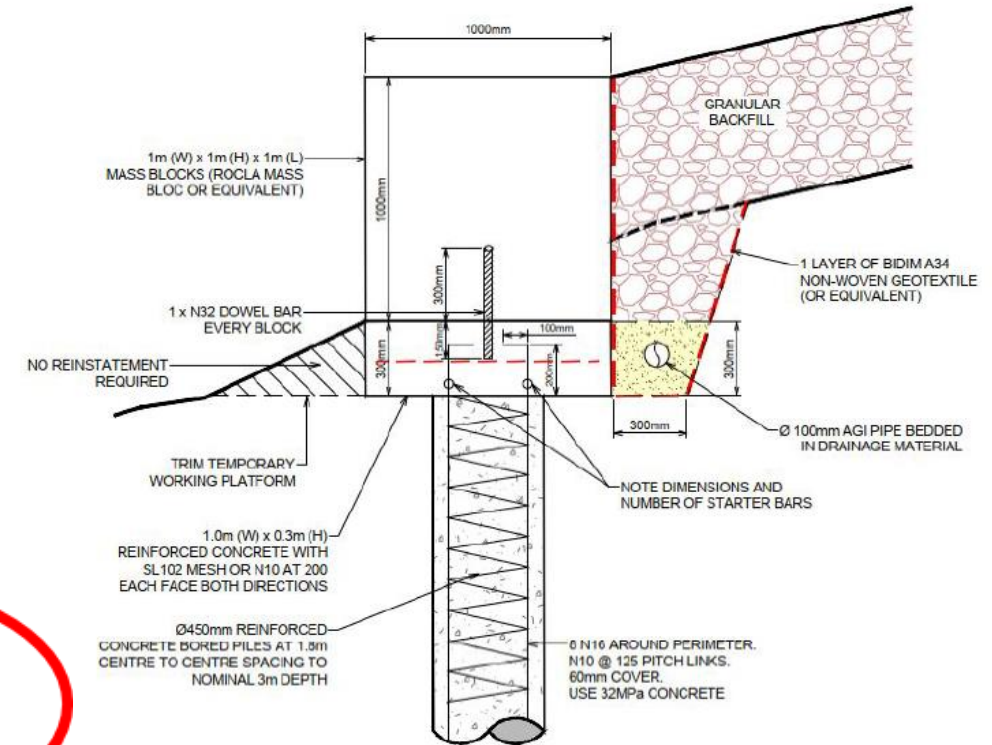 1000mm
GRANULAR
BACKFILL
1m (W) x 1m (H) x 1m (L)
MASS BLOCKS (ROCLA MASS
BLOC OR EQUIVALENT)
1000mm
300mm
1 LAYER OF BIDIM A34
NON-WOVEN GEOTEXTILE
(OR EQUIVALENT)
1 x N32 DOWEL BAR
EVERY BLOCK
150mm
100mm
300mm
200mm
300mm
NO REINSTATEMENT
REQUIRED
300mm
Ø 100mm AGI PIPE BEDDED
IN DRAINAGE MATERIAL
TRIM TEMPORARY
WORKING PLATFORM
NOTE DIMENSIONS AND
NUMBER OF STARTER BARS
1.0m (W) x 0.3m (H)
REINFORCED CONCRETE WITH
SL102 MESH OR N10 AT 200
EACH FACE BOTH DIRECTIONS
Ø450mm REINFORCED
CONCRETE BORED PILES AT 1.8m
CENTRE TO CENTRE SPACING TO
NOMINAL 3m DEPTH
6 N16 AROUND PERIMETER.
N10 @ 125 PITCH LINKS.
60mm COVER.
USE 32MPa CONCRETE